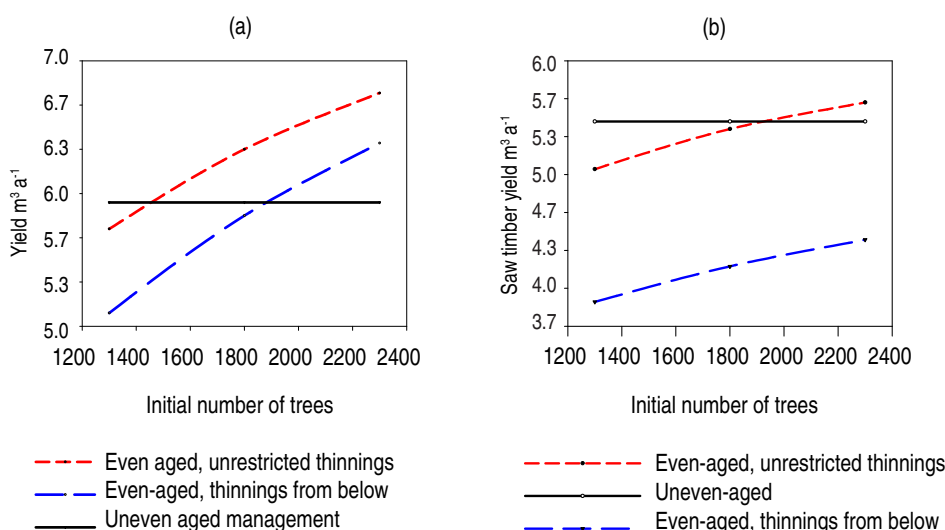 (a)
7.0
6.7
6.3
6.0
5.7
5.3
5.0
Yield m³ a⁻¹
1200 1400 1600 1800 2000 2200 2400
Initial number of trees
Even aged, unrestricted thinnings
Even-aged, thinnings from below
Uneven aged management
(b)
6.0
5.7
5.3
5.0
4.7
4.3
4.0
3.7
Saw timber yield m³ a⁻¹
1200 1400 1600 1800 2000 2200 2400
Initial number of trees
Even-aged, unrestricted thinnings
Uneven-aged
Even-aged, thinnings from below